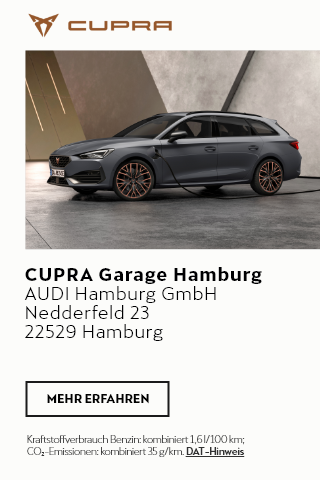 CUPRA
CUPRA Garage Hamburg
AUDI Hamburg GmbH
Nedderfeld 23
22529 Hamburg
MEHR ERFAHREN
Kraftstoffverbrauch Benzin: kombiniert 1,6 l/100 km;
CO₂-Emissionen: kombiniert 35 g/km. DAT-Hinweis